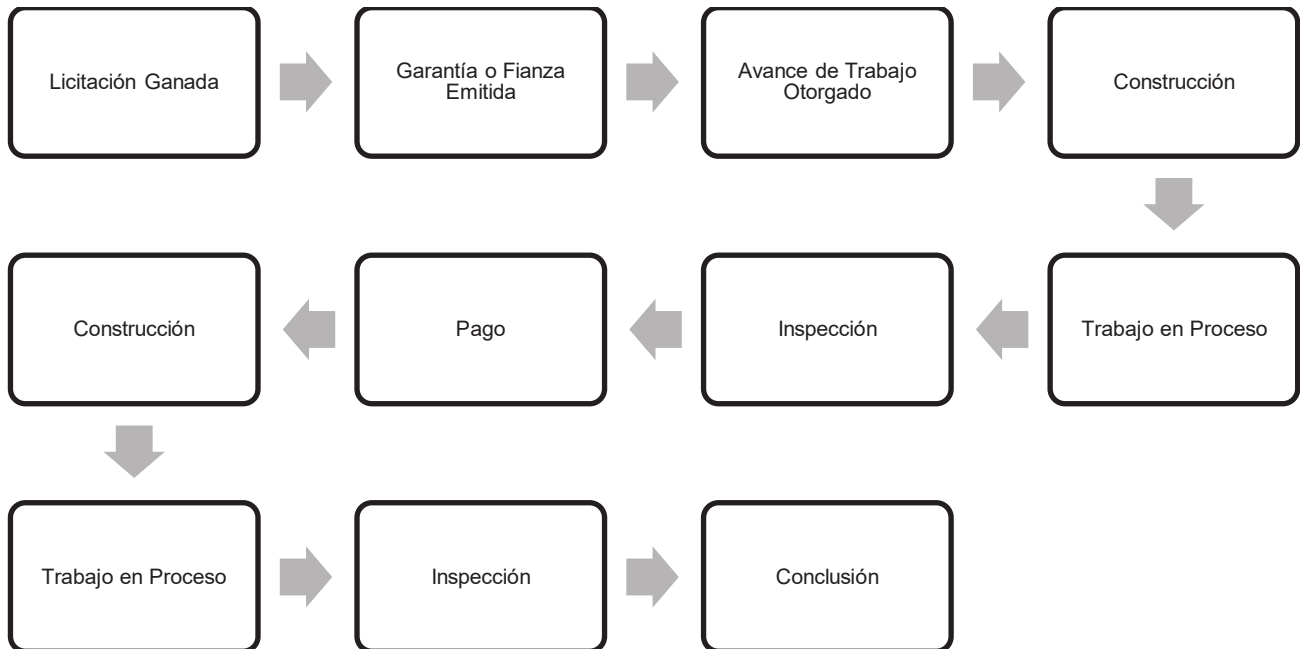 Licitación Ganada
Garantía o Fianza
Emitida
Avance de Trabajo
Otorgado
Construcción
Trabajo en Proceso
Inspección
Pago
Construcción
Trabajo en Proceso
Inspección
Conclusión